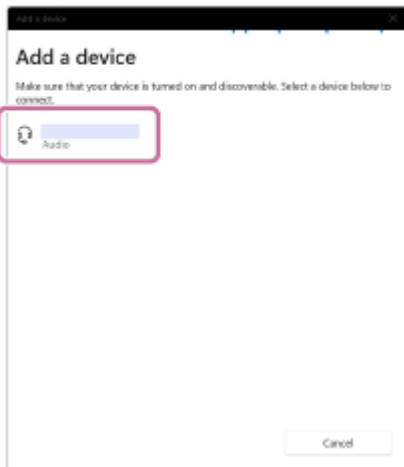 Add a device
Add a device
Make sure that your device is turned on and discoverable. Select a device below to
connect.
Audio
Cancel